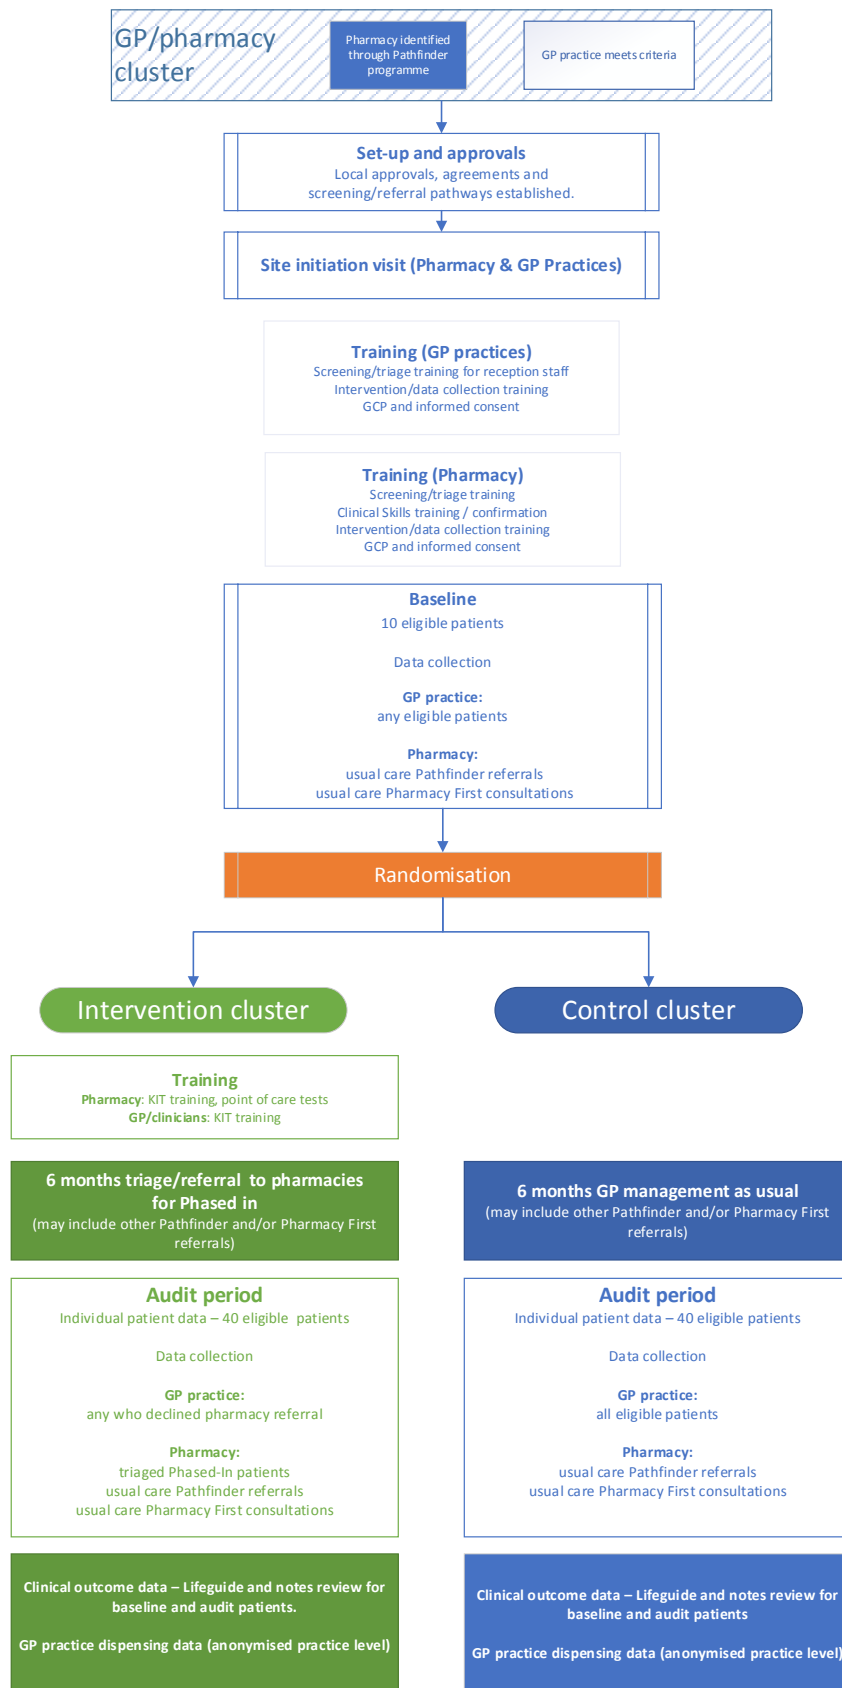 GP/pharmacy
cluster
Pharmacy identified
through Pathfinder
programme
GP practice meets criteria
Set-up and approvals
Local approvals, agreements and
screening/referral pathways established.
Site initiation visit (Pharmacy & GP Practices)
Training (GP practices)
Screening/triage training for reception staff
Intervention/data collection training
GCP and informed consent
Training (Pharmacy)
Screening/triage training
Clinical Skills training / confirmation
Intervention/data collection training
GCP and informed consent
Baseline
10 eligible patients
Data collection
GP practice:
any eligible patients
Pharmacy:
usual care Pathfinder referrals
usual care Pharmacy First consultations
Randomisation
Intervention cluster
Training
Pharmacy: KIT training, point of care tests
GP/clinicians: KIT training
6 months triage/referral to pharmacies
for Phased in
(may include other Pathfinder and/or Pharmacy First
referrals)
Audit period
Individual patient data – 40 eligible patients
Data collection
GP practice:
any who declined pharmacy referral
Pharmacy:
triaged Phased-In patients
usual care Pathfinder referrals
usual care Pharmacy First consultations
Clinical outcome data – Lifeguide and notes review for
baseline and audit patients.
GP practice dispensing data (anonymised practice level)
Control cluster
6 months GP management as usual
(may include other Pathfinder and/or Pharmacy First
referrals)
Audit period
Individual patient data – 40 eligible patients
Data collection
GP practice:
all eligible patients
Pharmacy:
usual care Pathfinder referrals
usual care Pharmacy First consultations
Clinical outcome data – Lifeguide and notes review for
baseline and audit patients
GP practice dispensing data (anonymised practice level)